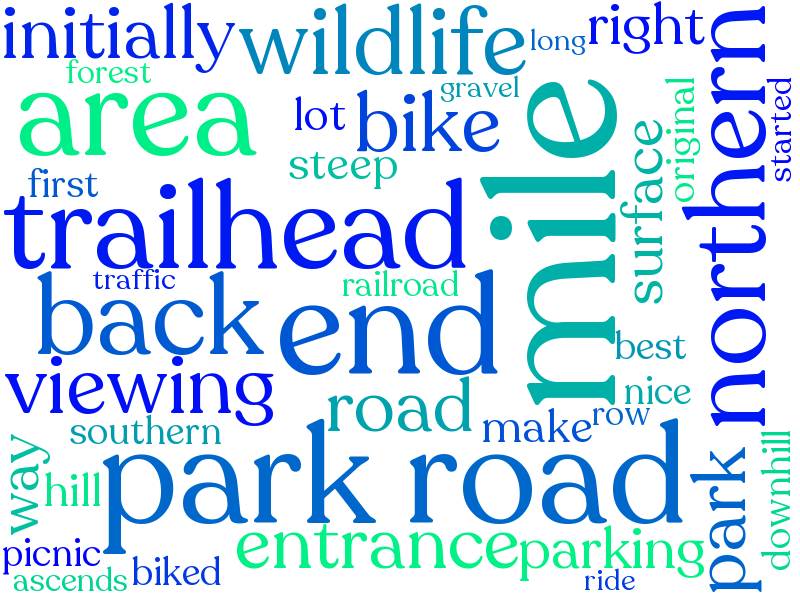 initially
wildlife
long
right
northern
forest
area
gravel
lot
bike
mile
original
started
steep
first
surface
trailhead
traffic
railroad
back
end
best
viewing
road
nice
make
row
southern
way
hill
park road
park
downhill
entrance
parking
picnic
ascends
biked
ride